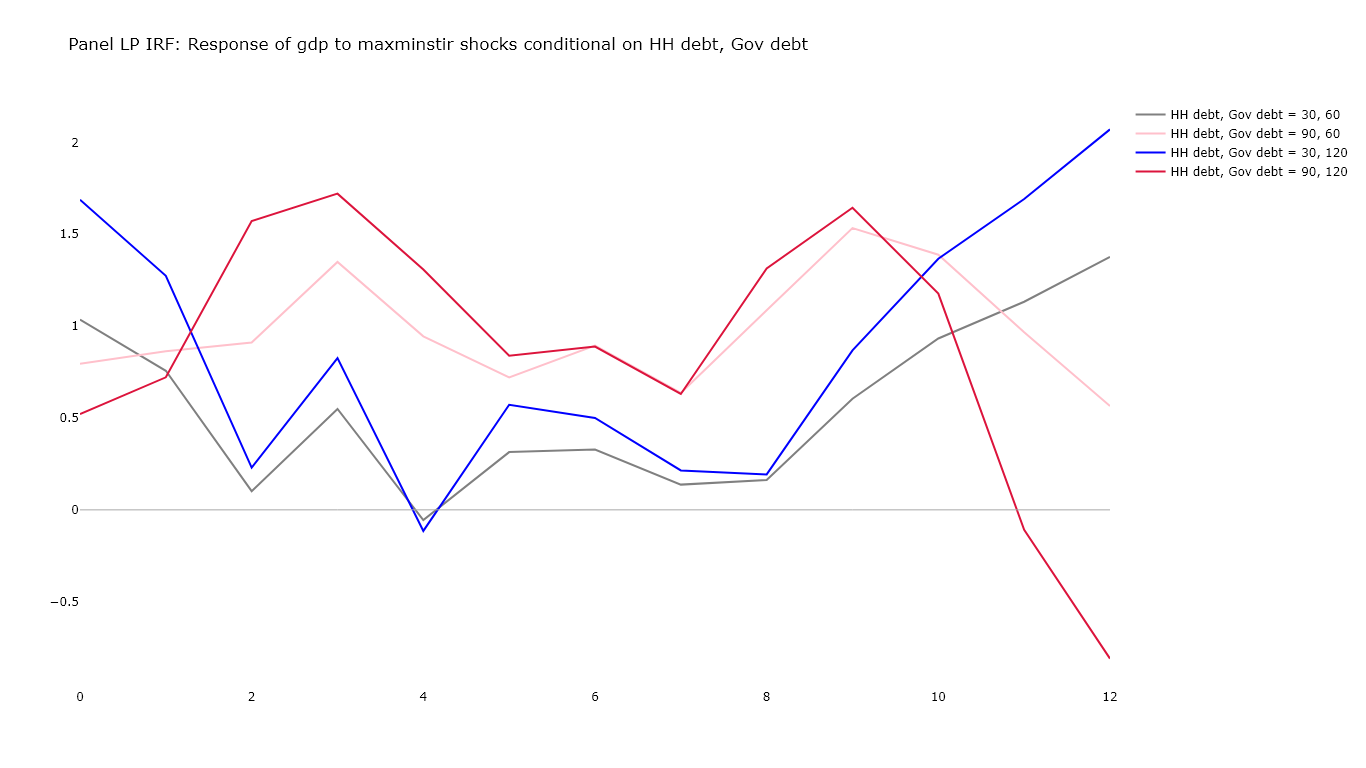 Panel LP IRF: Response of gdp to maxminstir shocks conditional on HH debt, Gov debt
HH debt, Gov debt = 30, 60
HH debt, Gov debt = 90, 60
HH debt, Gov debt = 30, 120
HH debt, Gov debt = 90, 120
2
1.5
1
0.5
0
−0.5
0 2 4 6 8 10 12